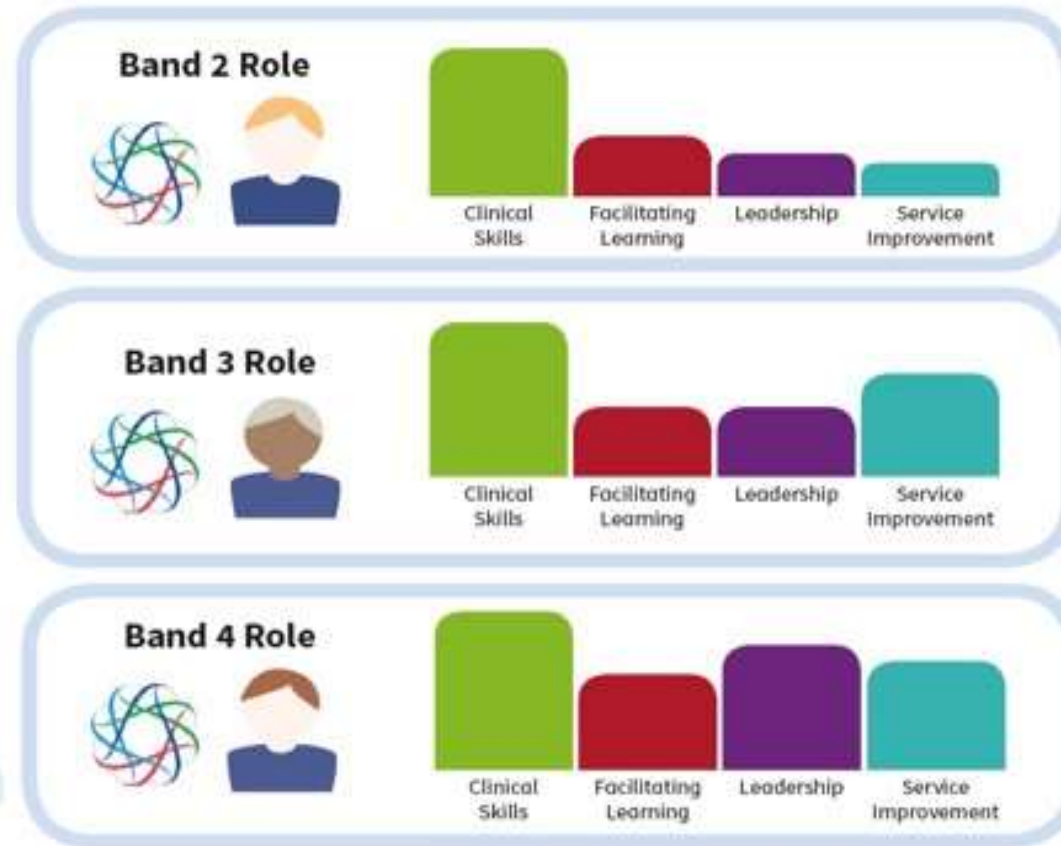 Band 2 Role
Clinical
Skills
Facilitating
Learning
Leadership
Service
Improvement
Band 3 Role
Clinical
Skills
Facilitating
Learning
Leadership
Service
Improvement
Band 4 Role
Clinical
Skills
Facilitating
Learning
Leadership
Service
Improvement